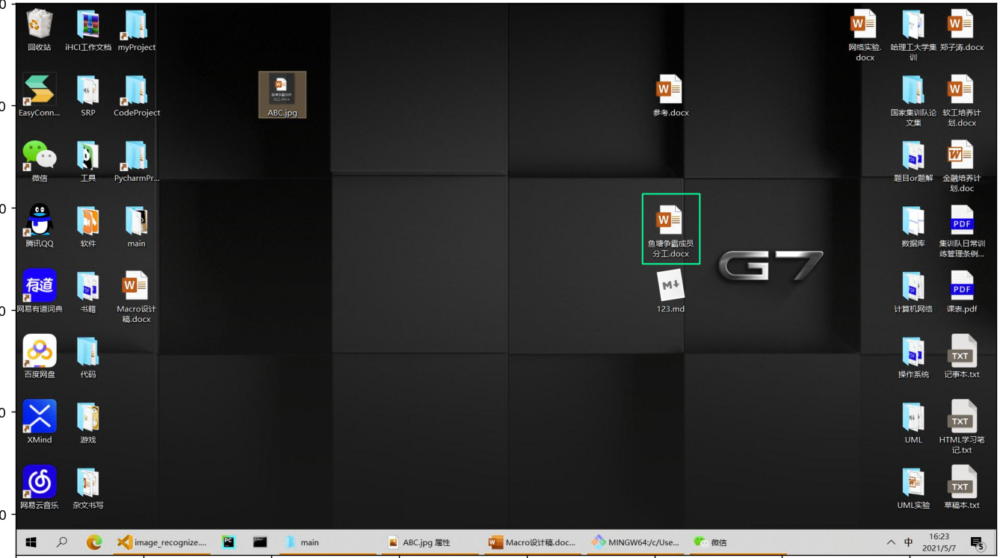 回收站
iHCI工作文档
myProject
EasyConn...
SRP
CodeProject
微信
工具
PycharmPr...
腾讯QQ
软件
main
有道
网易有道词典
书籍
Macro设计
稿.docx
百度网盘
代码
XMind
游戏
网易云音乐
杂文书写
ABC.jpg
参考.docx
鱼塘争霸成员
分工.docx
M
123.md
G7
网络实验.
docx
哈理工大学集
训
郑子涛.docx
国家集训队论
文集
软工培养计
划.docx
题目or题解
金融培养计
划.doc
数据库
PDF
集训队日常训
练管理条例...
计算机网络
PDF
课表.pdf
操作系统
TXT
记事本.txt
UML
TXT
HTML学习笔
记.txt
UML实验
TXT
草稿本.txt
image_recognize....
PC
main
ABC.jpg 属性
Macro设计稿.doc...
MINGW64:/c/Use...
微信
中
16:23
2021/5/7
5
0
0
0
0
0
0